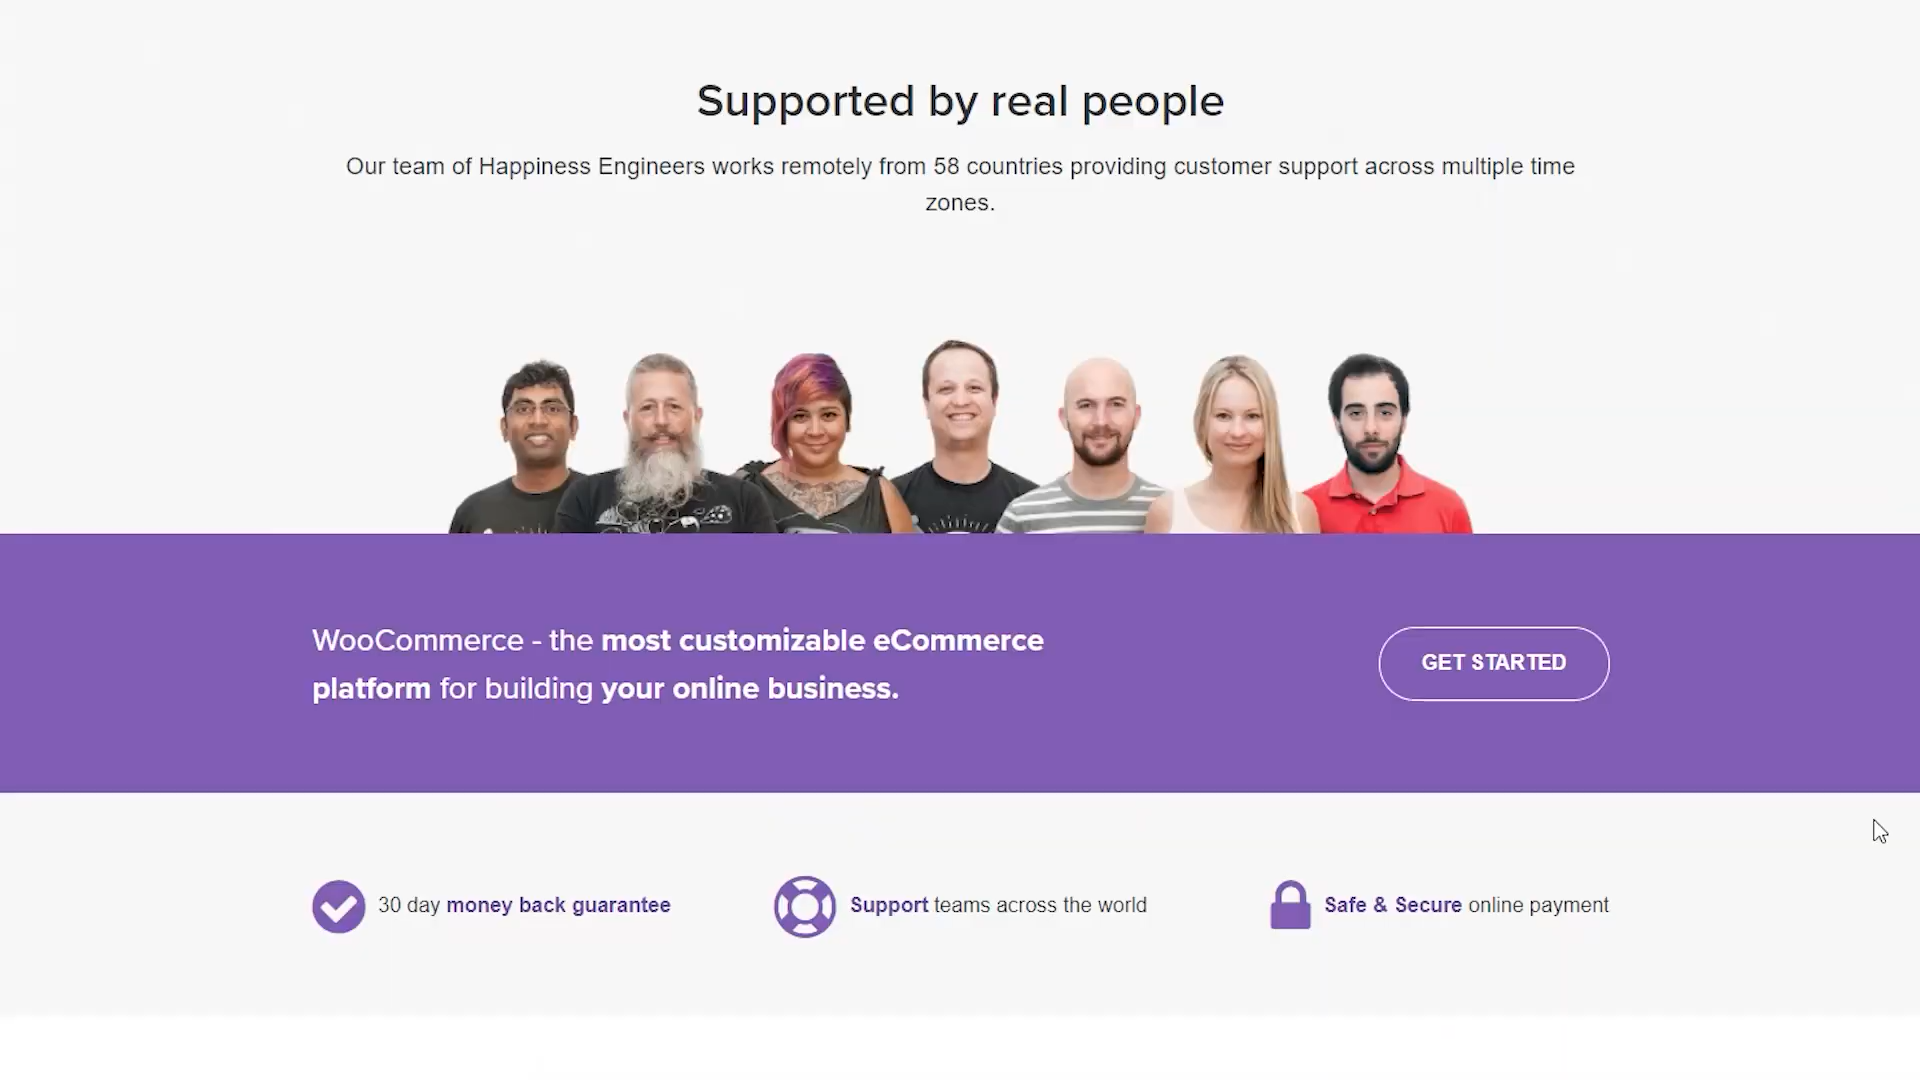 Supported by real people
Our team of Happiness Engineers works remotely from 58 countries providing customer support across multiple time
zones.
WooCommerce - the most customizable eCommerce
platform for building your online business.
GET STARTED
30 day money back guarantee
Support teams across the world
Safe & Secure online payment